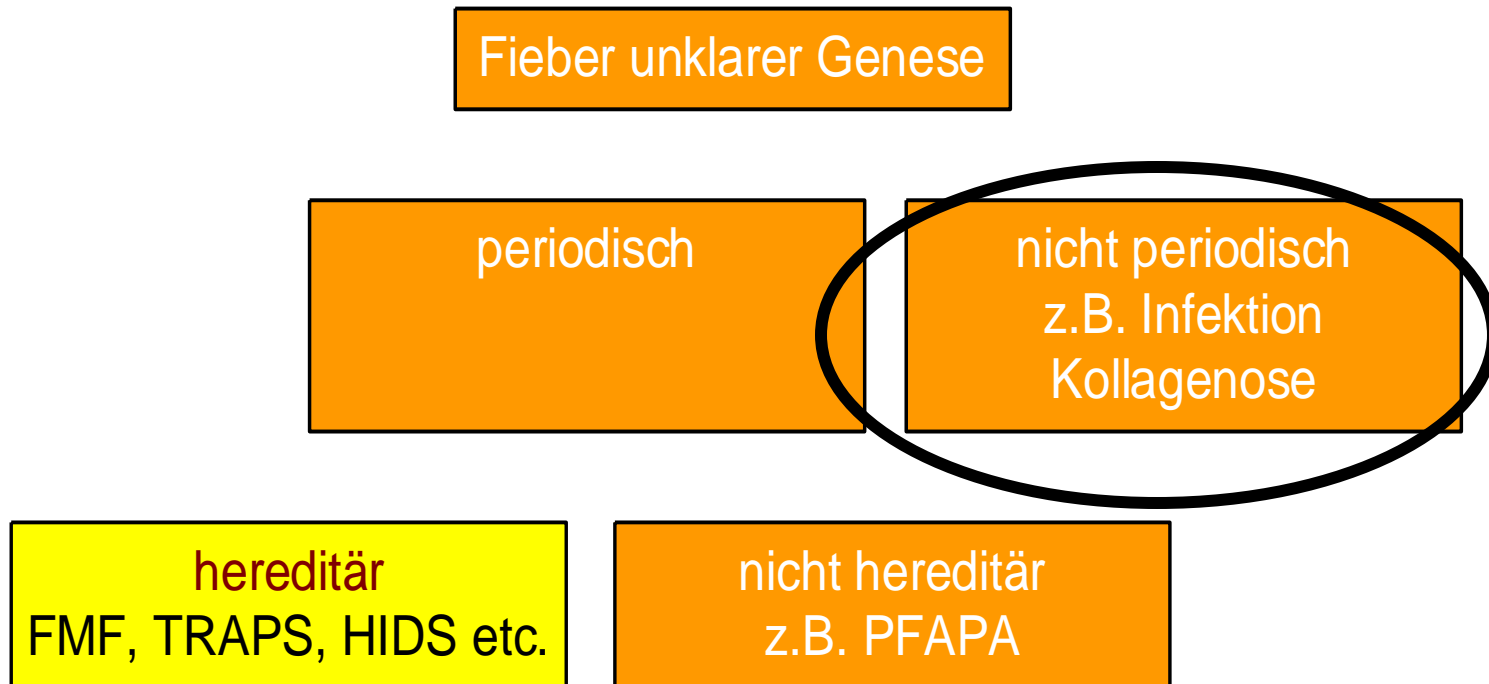 Fieber unklarer Genese
periodisch
nicht periodisch
z.B. Infektion
Kollagenose
hereditär
FMF, TRAPS, HIDS etc.
nicht hereditär
z.B. PFAPA